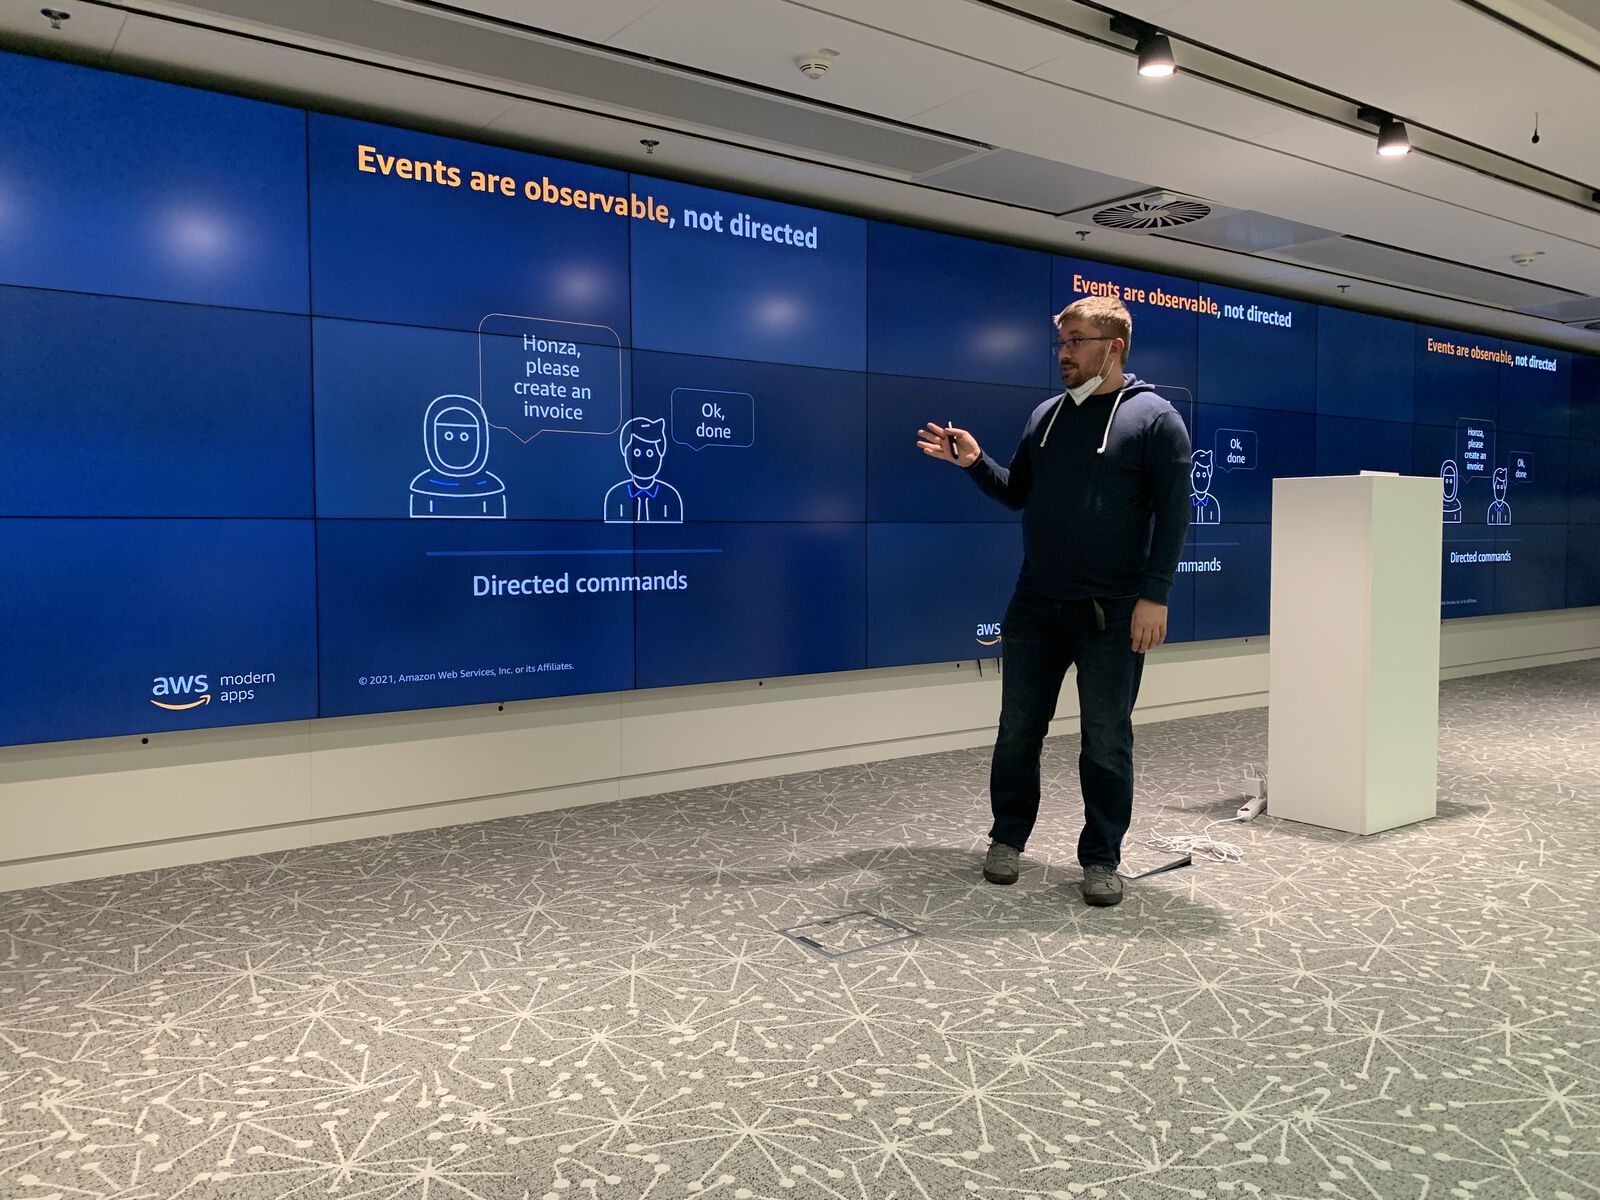 Events are observable, not directed
Honza,
please
create an
invoice
Ok,
done
Directed commands
© 2021, Amazon Web Services, Inc. or its Affiliates.
aws modern
apps
Events are observable, not directed
Ok,
done
mmands
aws
Events are observable, not directed
Honza,
please
create an
invoice
Ok,
done
Directed commands